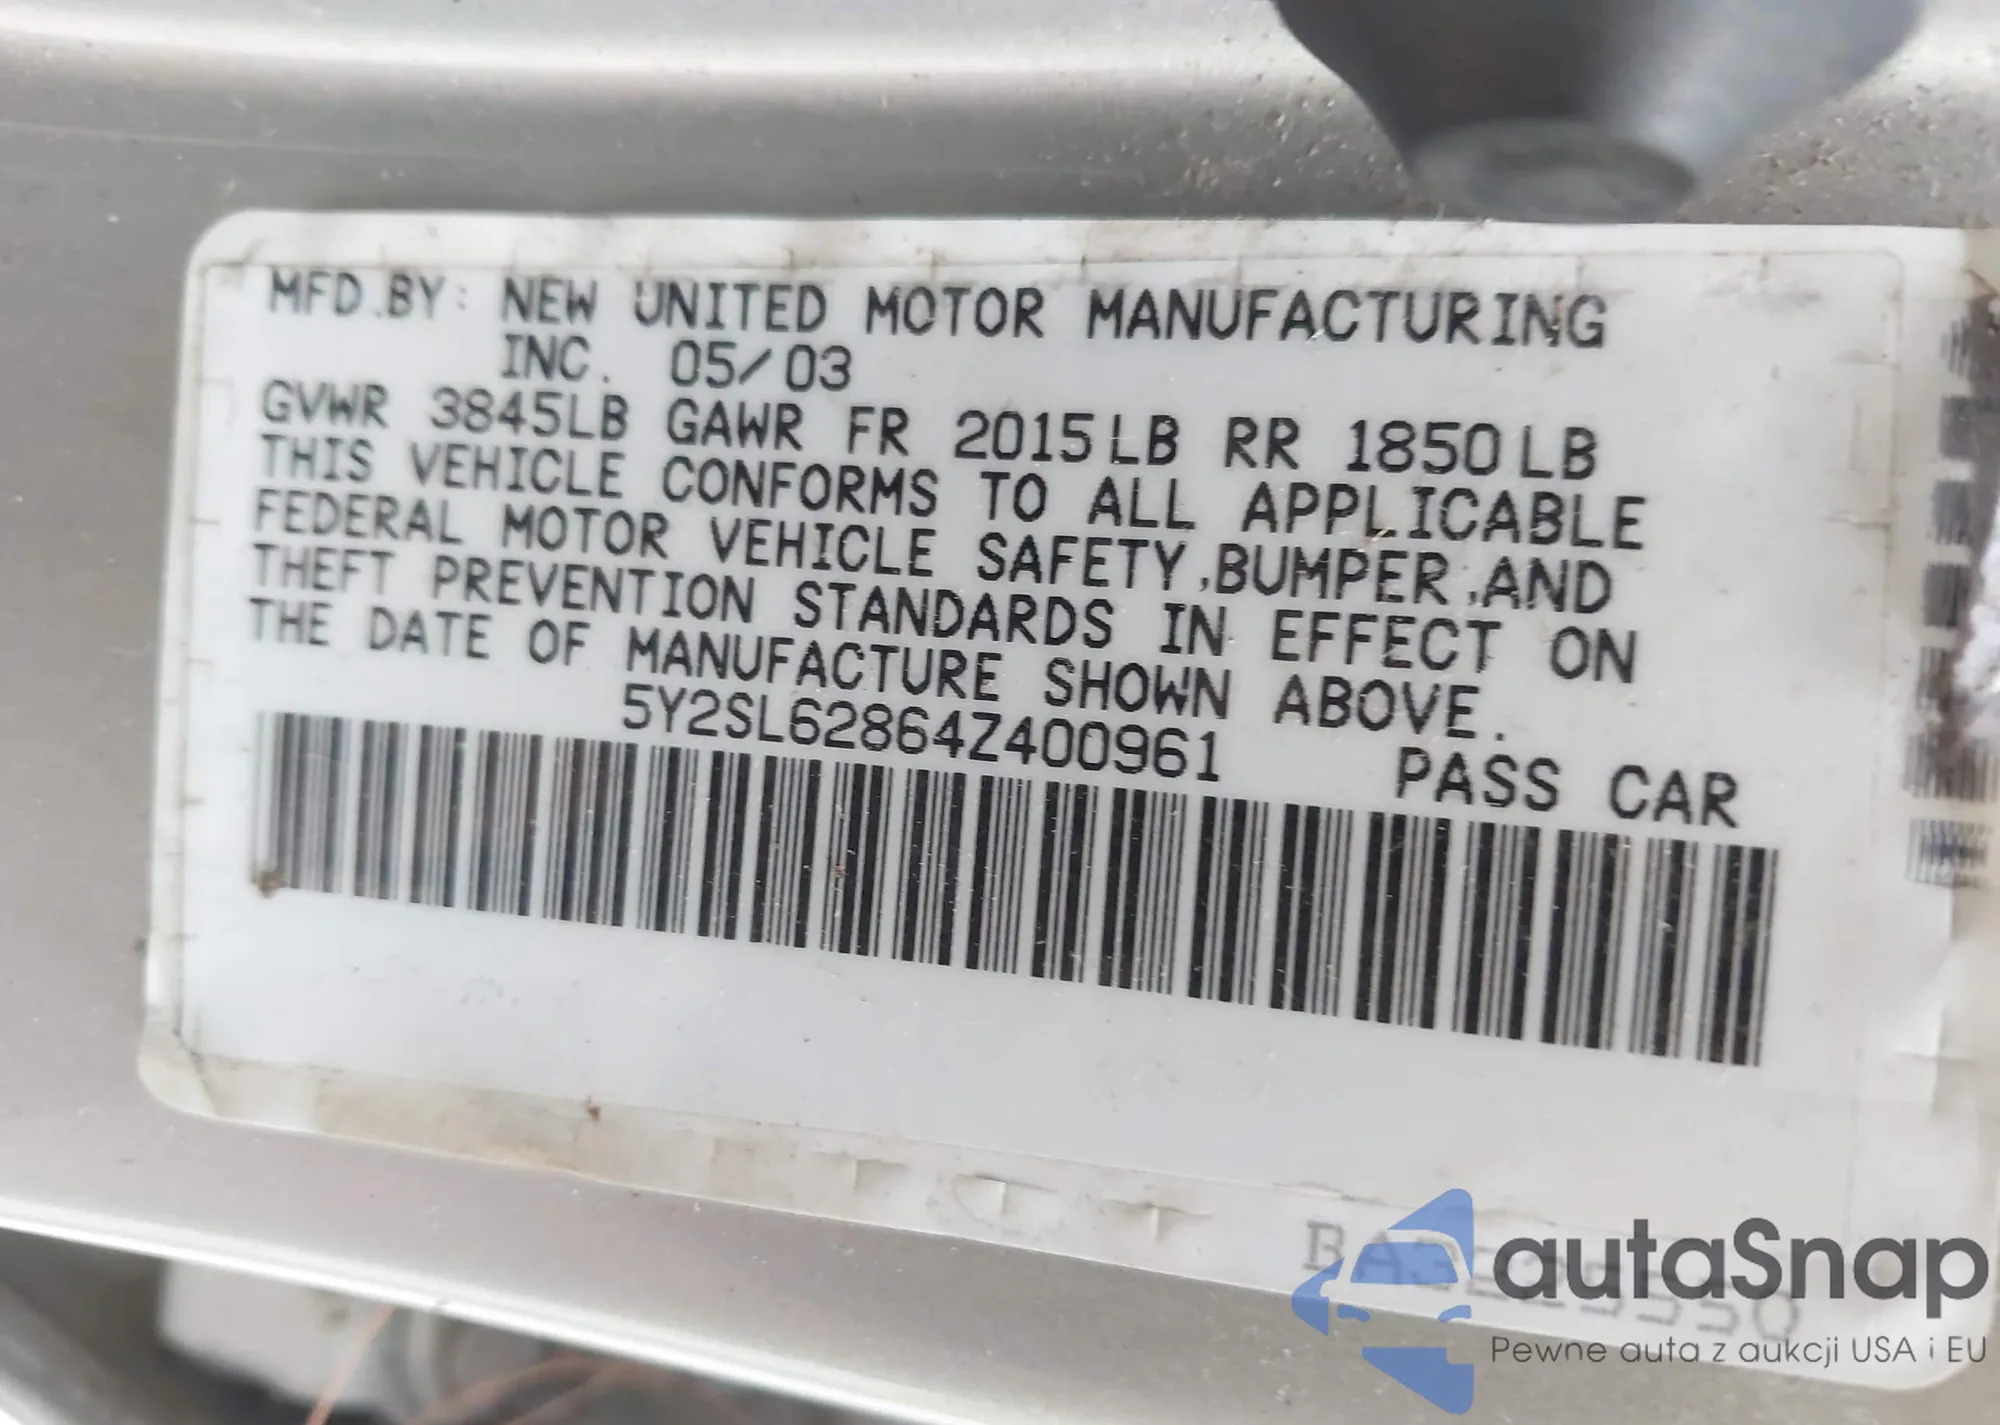 MFD.BY: NEW UNITED MOTOR MANUFACTURING
INC. 05/03
GVWR 3845LB GAWR FR 2015LB RR 1850LB
THIS VEHICLE CONFORMS TO ALL APPLICABLE
FEDERAL MOTOR VEHICLE SAFETY,BUMPER,AND
THEFT PREVENTION STANDARDS IN EFFECT ON
THE DATE OF MANUFACTURE SHOWN ABOVE.
5Y2SL62864Z400961 PASS CAR
autaSnap
Pewne auta z aukcji USA i EU